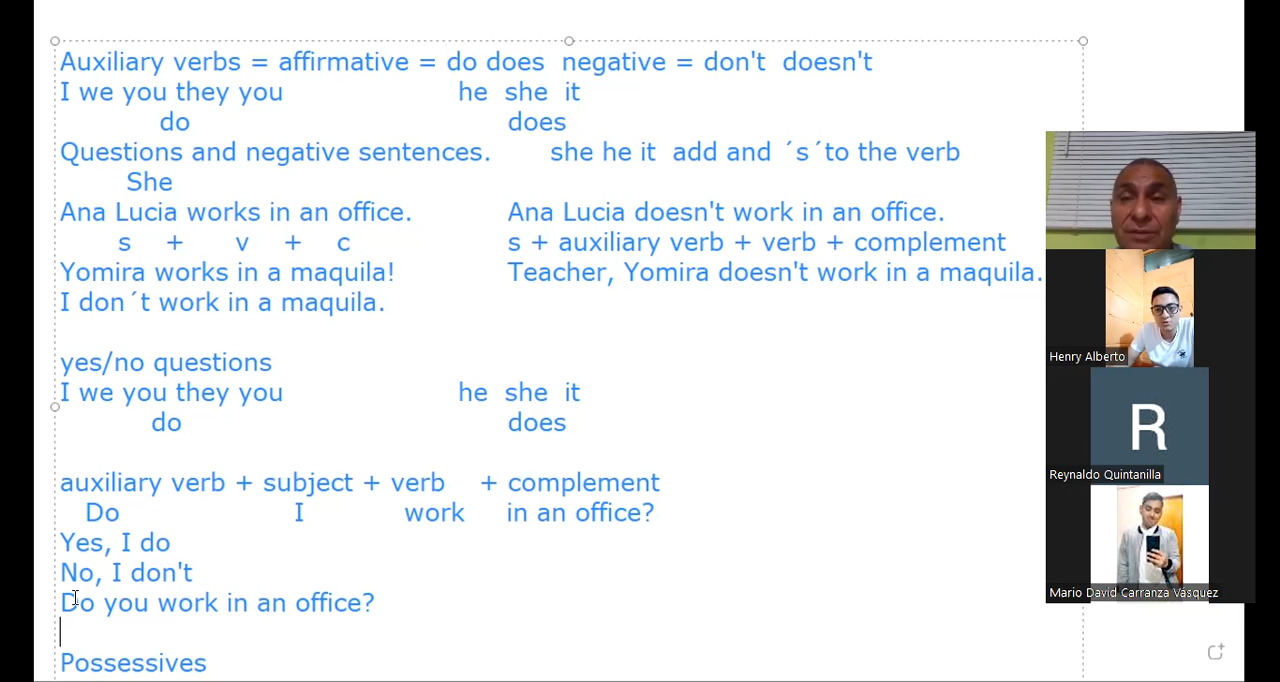 Auxiliary verbs = affirmative = do does negative = don't doesn't
I we you they you he she it
do does
Questions and negative sentences. she he it add and ´s´to the verb
She
Ana Lucia works in an office. Ana Lucia doesn't work in an office.
s + v + c s + auxiliary verb + verb + complement
Yomira works in a maquila! Teacher, Yomira doesn't work in a maquila.
I don´t work in a maquila.
yes/no questions
I we you they you he she it
do does
auxiliary verb + subject + verb + complement
Do I work in an office?
Yes, I do
No, I don't
Do you work in an office?
Possessives
Henry Alberto
R
Reynaldo Quintanilla
Mario David Carranza Vásquez